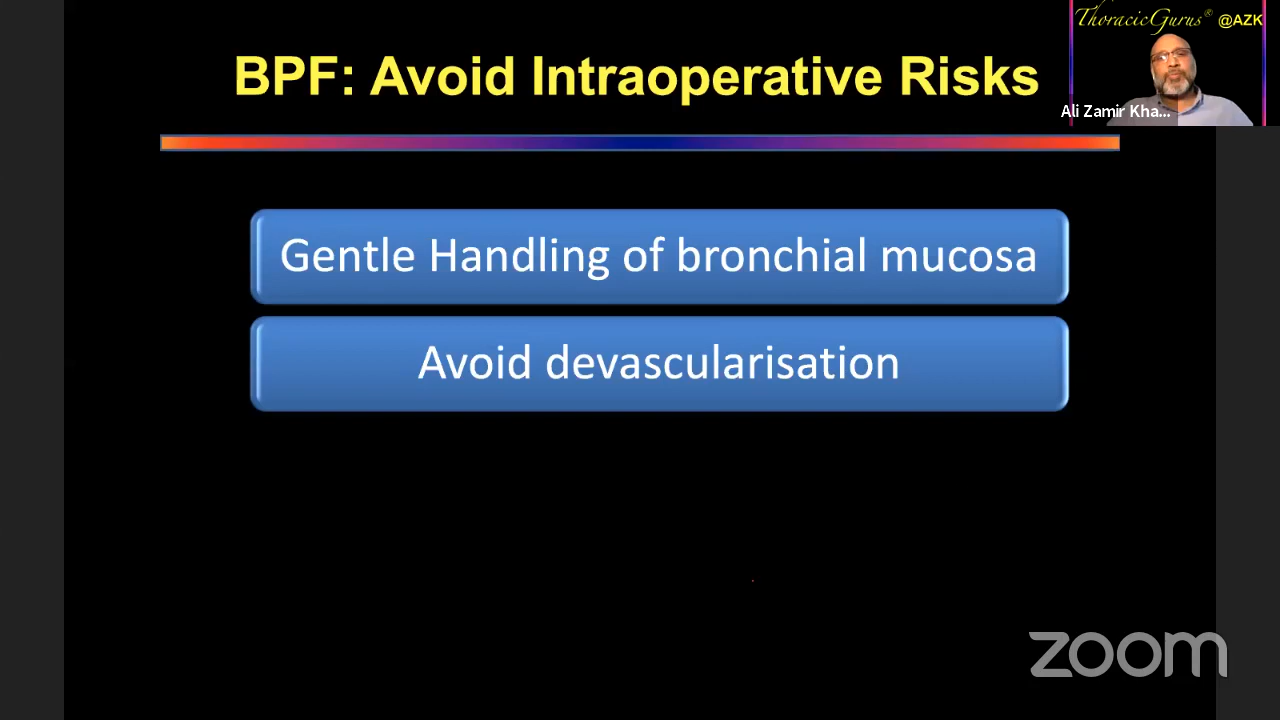 ThoracicGurus® @AZK
BPF: Avoid Intraoperative Risks
Ali Zamir Kha...
Gentle Handling of bronchial mucosa
Avoid devascularisation
zoom